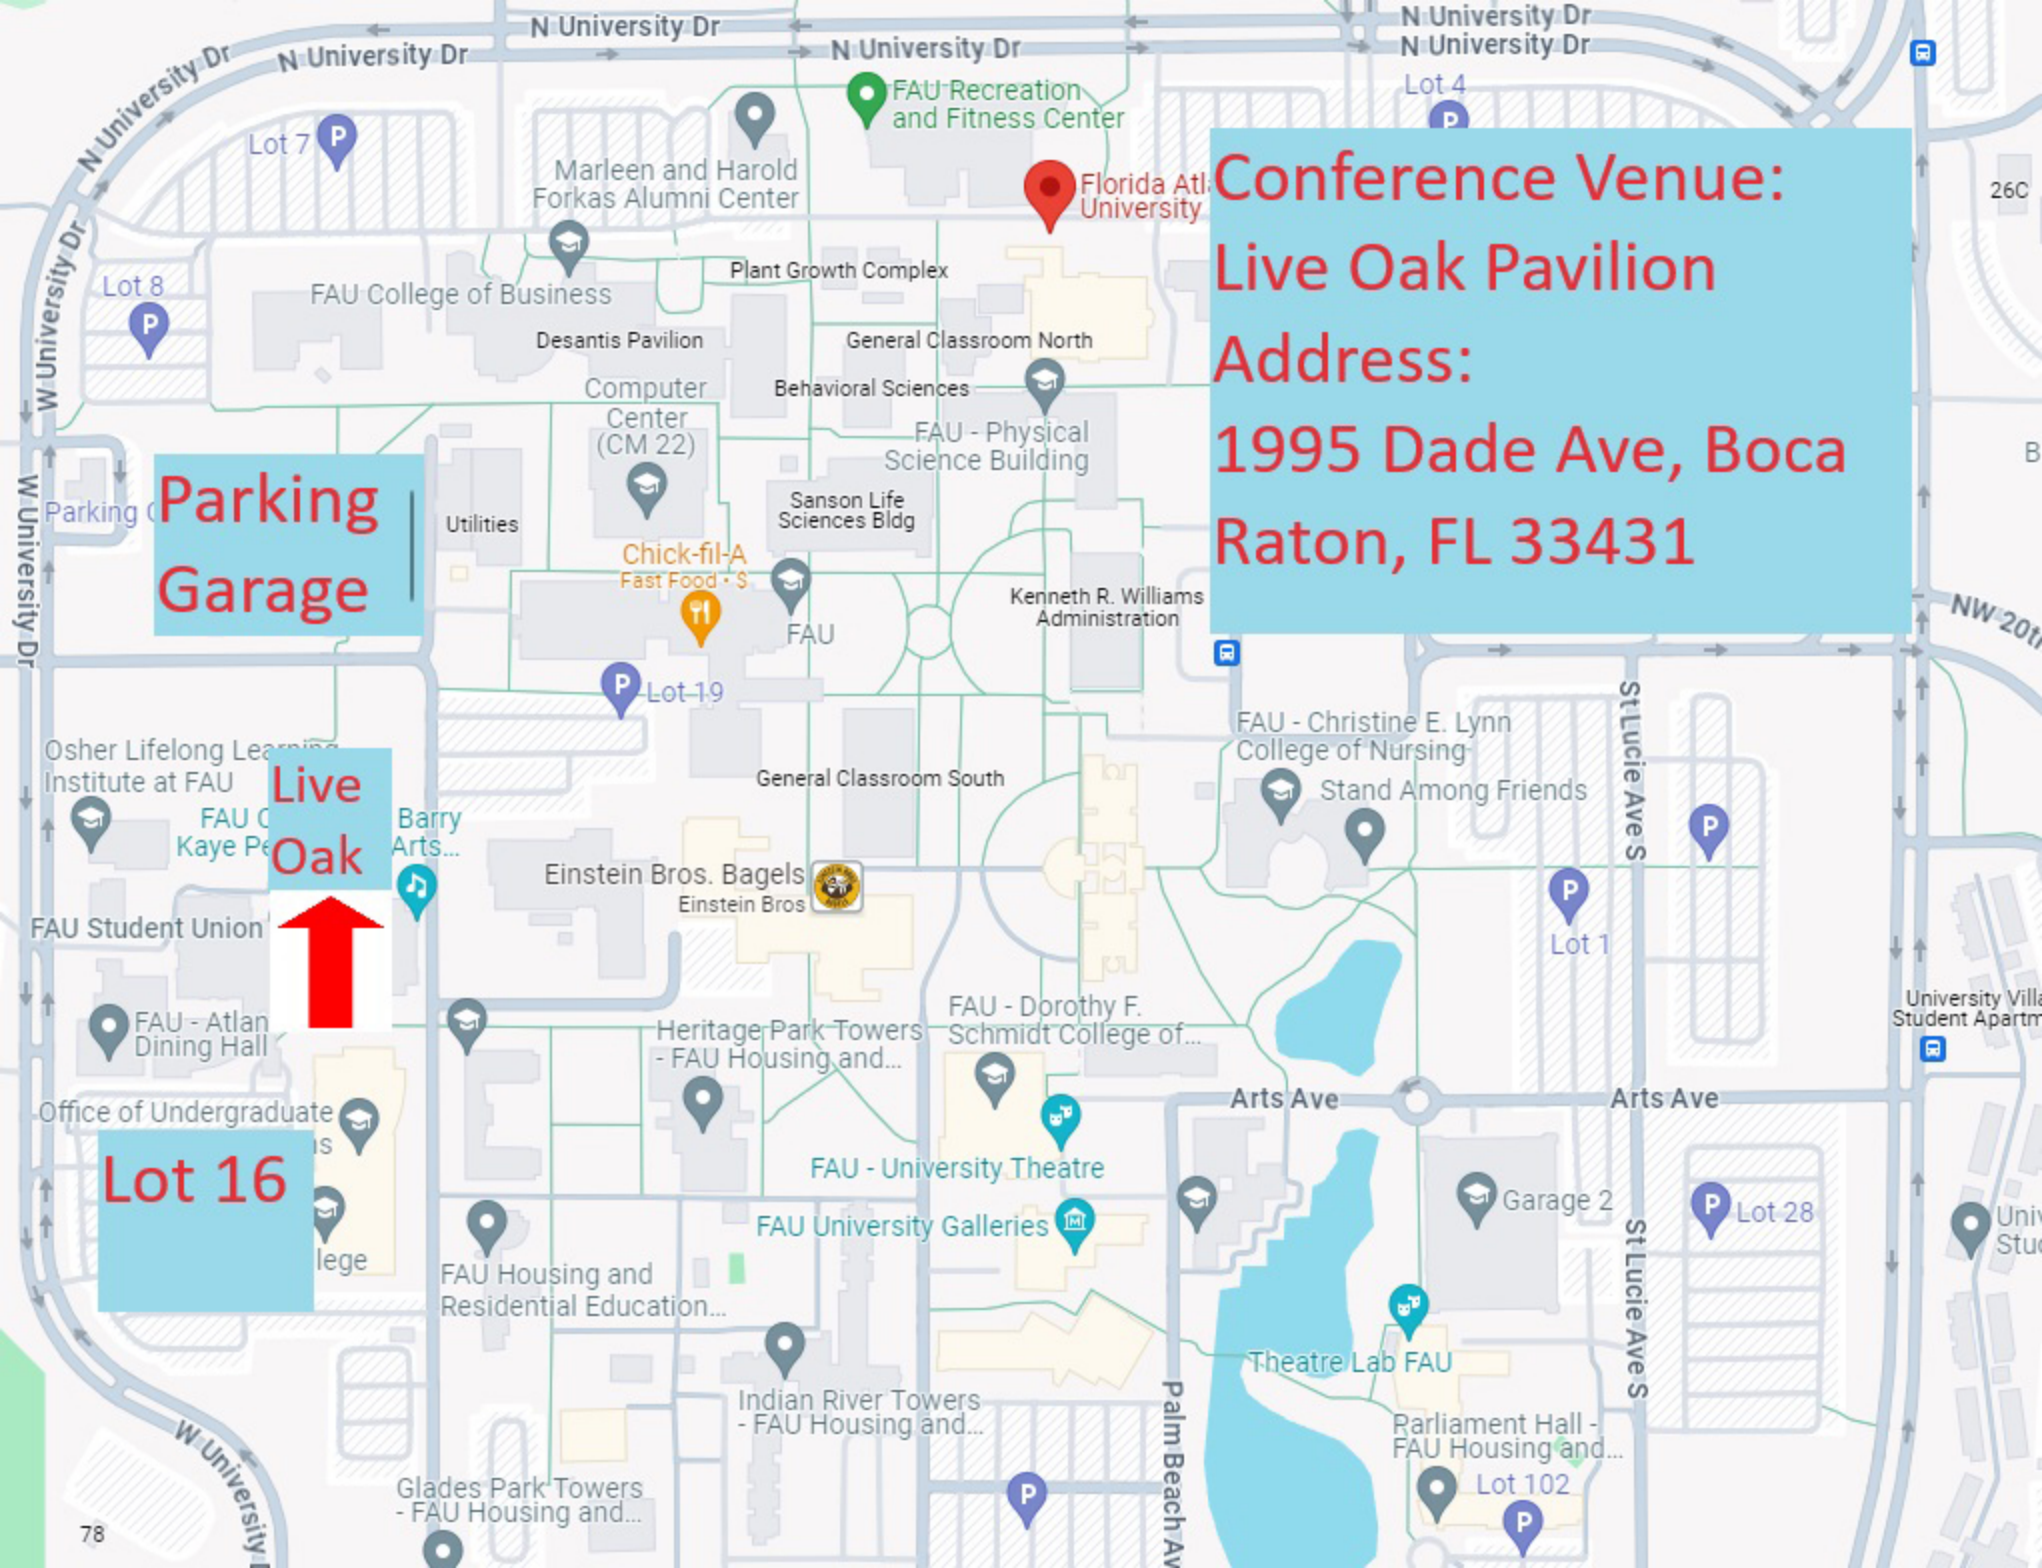 N University Dr
N University Dr
N University Dr
N University Dr
N University Dr
N University Dr
N University Dr
Lot 4
P
FAU Recreation
and Fitness Center
Lot 7
P
Marleen and Harold
Forkas Alumni Center
Florida Atl
University
Conference Venue:
Live Oak Pavilion
Address:
1995 Dade Ave, Boca
Raton, FL 33431
26C
W University Dr
Lot 8
P
FAU College of Business
Plant Growth Complex
Desantis Pavilion
General Classroom North
Computer
Center
(CM 22)
Behavioral Sciences
FAU - Physical
Science Building
B
W University Dr
Parking
Parking
Garage
Utilities
Sanson Life
Sciences Bldg
Chick-fil-A
Fast Food • $
FAU
Kenneth R. Williams
Administration
NW 20th
P
Lot 19
St Lucie Ave S
FAU - Christine E. Lynn
College of Nursing
Stand Among Friends
Osher Lifelong Learning
Institute at FAU
Live
Oak
FAU
Barry
Kaye Pe
Arts...
General Classroom South
P
Einstein Bros. Bagels
Einstein Bros
P
Lot 1
FAU Student Union
FAU - Atlan
Dining Hall
Heritage Park Towers
- FAU Housing and...
FAU - Dorothy F.
Schmidt College of...
University Villa
Student Apartm
Arts Ave
Arts Ave
Office of Undergraduate
ns
Lot 16
lege
FAU - University Theatre
FAU University Galleries
Garage 2
P
Lot 28
Univ
Stud
FAU Housing and
Residential Education...
St Lucie Ave S
Theatre Lab FAU
Indian River Towers
- FAU Housing and...
Palm Beach Av
Parliament Hall -
FAU Housing and...
Lot 102
P
W University
Glades Park Towers
- FAU Housing and...
P
78